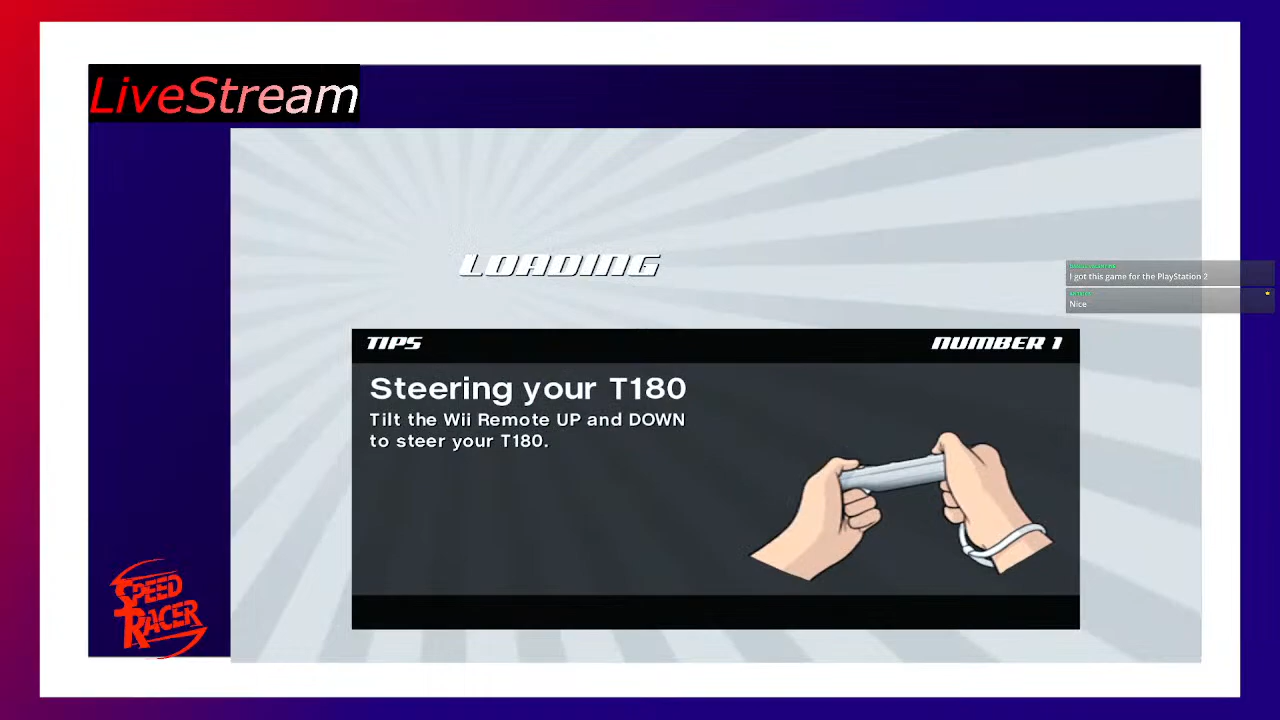 LiveStream
LOADING
I got this game for the PlayStation 2
Nice
TIPS
NUMBER 1
Steering your T180
Tilt the Wii Remote UP and DOWN
to steer your T180.
SPEED
RACER